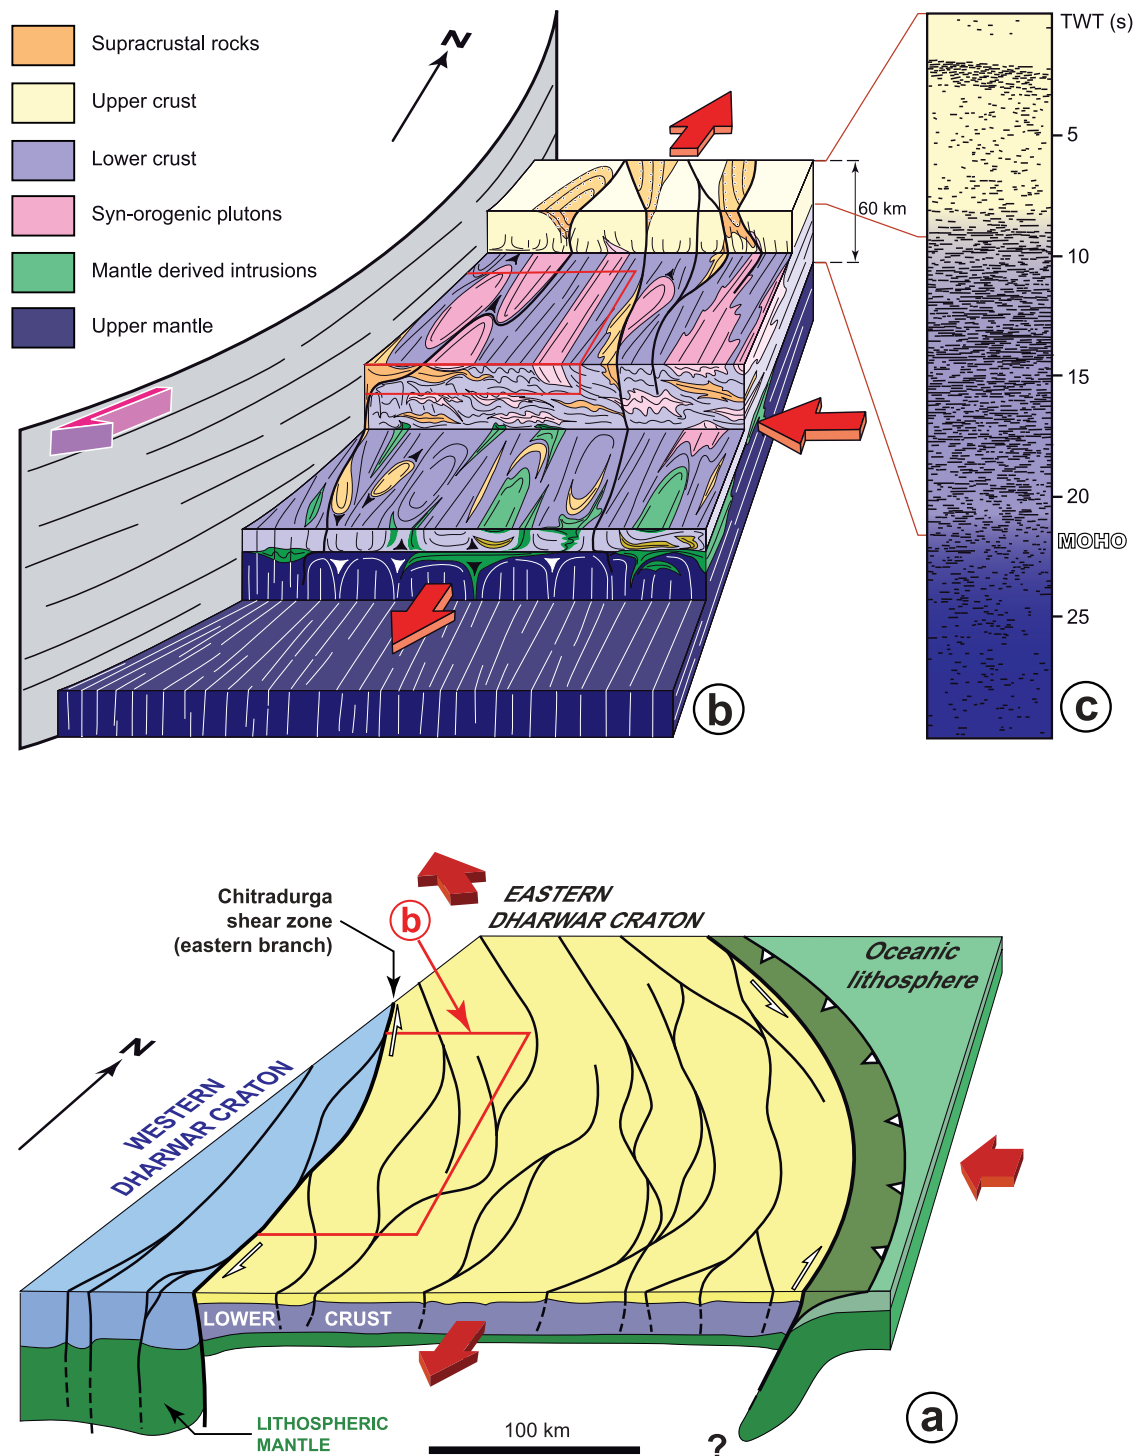 Supracrustal rocks
Upper crust
Lower crust
Syn-orogenic plutons
Mantle derived intrusions
Upper mantle
N
60 km
b
TWT (s)
5
10
15
20
MOHO
25
c
Chitradurga
shear zone
(eastern branch)
b
EASTERN
DHARWAR CRATON
Oceanic
lithosphere
N
WESTERN
DHARWAR CRATON
LOWER CRUST
LITHOSPHERIC
MANTLE
100 km
?
a